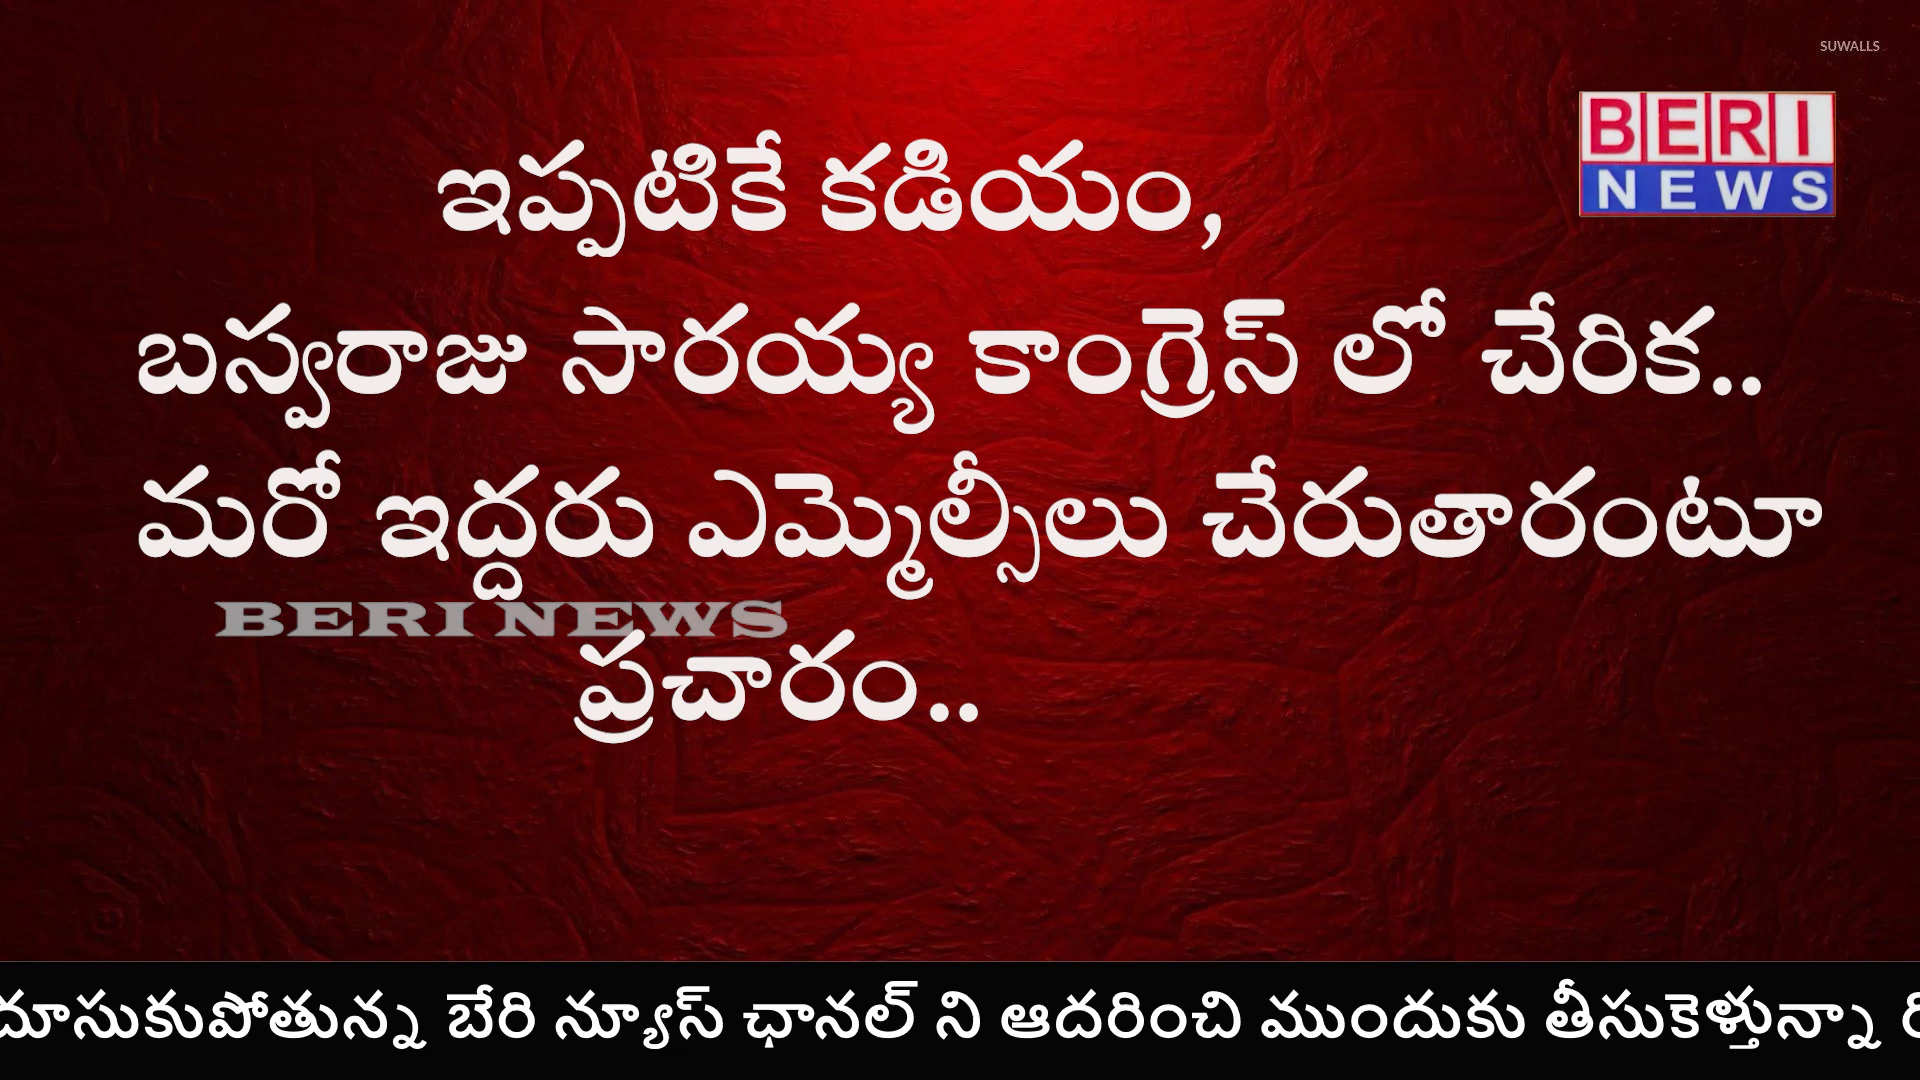 SUWALLS
BERI
NEWS
ఇప్పటికే కడియం,
బస్వరాజు సారయ్య కాంగ్రెస్ లో చేరిక..
మరో ఇద్దరు ఎమ్మెల్సీలు చేరుతారంటూ
BERI NEWS
ప్రచారం..
దూసుకుపోతున్న బేరి న్యూస్ ఛానల్ ని ఆదరించి ముందుకు తీసుకెళ్తున్నా